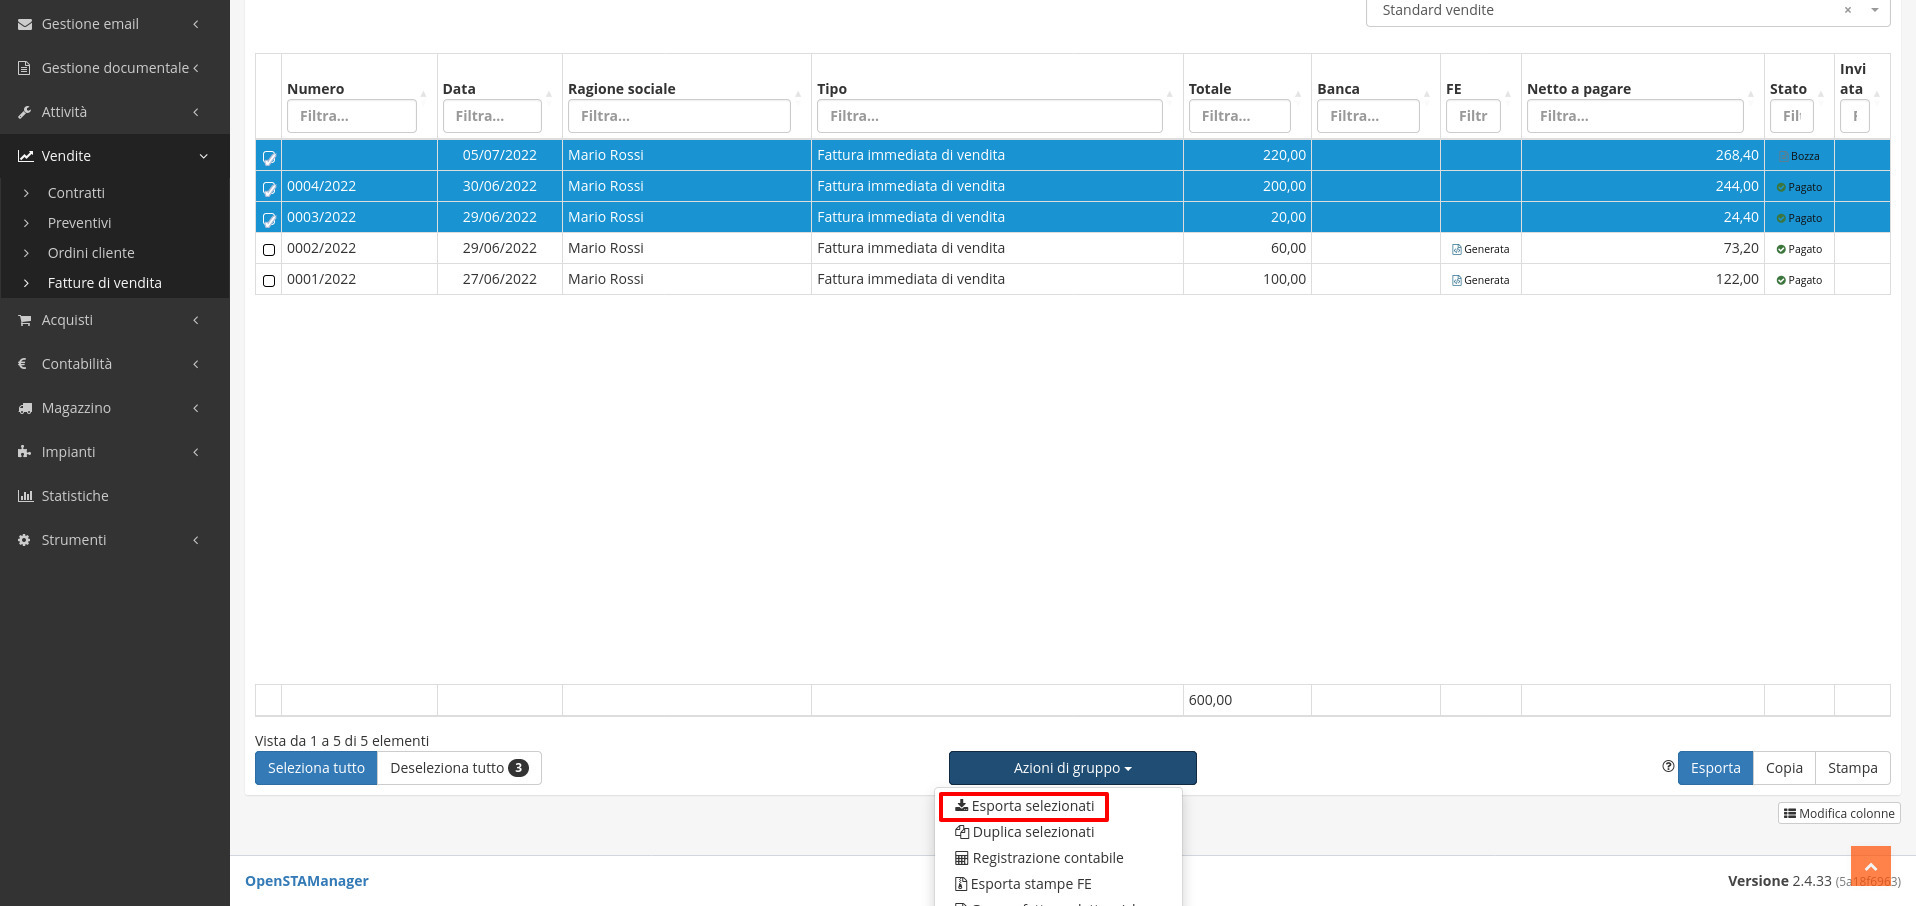 Gestione email
Gestione documentale
Attività
Vendite
Contratti
Preventivi
Ordini cliente
Fatture di vendita
Acquisti
€ Contabilità
Magazzino
Impianti
Statistiche
Strumenti
Standard vendite × 
Numero Data Ragione sociale Tipo Totale Banca FE Netto a pagare Stato Invi
ata
Filtra... Filtra... Filtra... Filtra... Filtra... Filtra... Filtr Filtra... Fil F
05/07/2022 Mario Rossi Fattura immediata di vendita 220,00 268,40 Bozza
0004/2022 30/06/2022 Mario Rossi Fattura immediata di vendita 200,00 244,00 Pagato
0003/2022 29/06/2022 Mario Rossi Fattura immediata di vendita 20,00 24,40 Pagato
0002/2022 29/06/2022 Mario Rossi Fattura immediata di vendita 60,00 Generata 73,20 Pagato
0001/2022 27/06/2022 Mario Rossi Fattura immediata di vendita 100,00 Generata 122,00 Pagato
600,00
Vista da 1 a 5 di 5 elementi
Seleziona tutto Deseleziona tutto 3 Azioni di gruppo Esporta Copia Stampa
Esporta selezionati
Duplica selezionati
Registrazione contabile
Esporta stampe FE
Modifica colonne
OpenSTAManager
Versione 2.4.33 (5a18f6963)